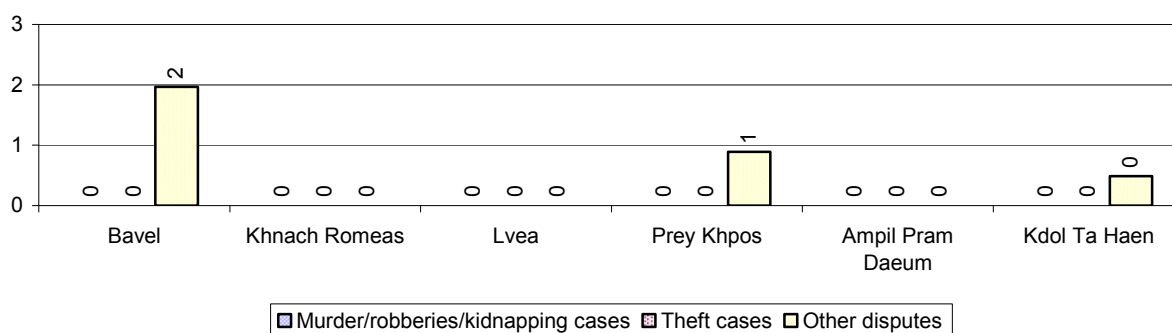 3
2
1
0
2
0 0
0 0 0
0 0 0
1
0 0
0 0 0
0
0 0
Bavel Khnach Romeas Lvea Prey Khpos Ampil Pram Kdol Ta Haen
Daeum
Murder/robberies/kidnapping cases Theft cases Other disputes